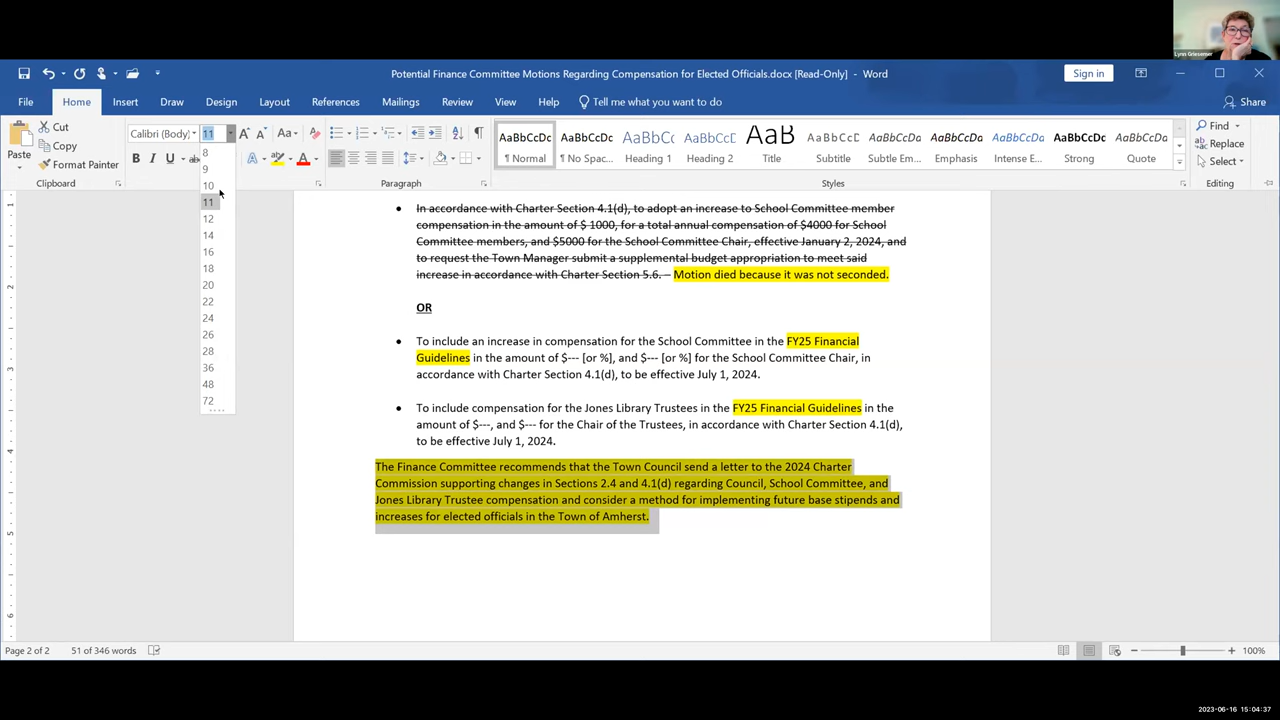 Lynn Griesemer
Potential Finance Committee Motions Regarding Compensation for Elected Officials.docx [Read-Only] - Word
Sign in
File Home Insert Draw Design Layout References Mailings Review View Help Tell me what you want to do Share
Paste
Cut
Copy
Format Painter
Clipboard
Calibri (Body) 11
Aa
B I U ab
Paragraph
AaBbCcDc AaBbCcDc AaBbCc AaBbCc AaB AaBbCcD AaBbCcDc AaBbCcDc AaBbCcDc AaBbCcDc AaBbCcDc
¶ Normal ¶ No Spac... Heading 1 Heading 2 Title Subtitle Subtle Em... Emphasis Intense E... Strong Quote
Styles
Find
Replace
Select
Editing
8
9
10
11
12
14
16
18
20
22
24
26
28
36
48
72
In accordance with Charter Section 4.1(d), to adopt an increase to School Committee member
compensation in the amount of $ 1000, for a total annual compensation of $4000 for School
Committee members, and $5000 for the School Committee Chair, effective January 2, 2024, and
to request the Town Manager submit a supplemental budget appropriation to meet said
increase in accordance with Charter Section 5.6. – Motion died because it was not seconded.
OR
• To include an increase in compensation for the School Committee in the FY25 Financial
Guidelines in the amount of $--- [or %], and $--- [or %] for the School Committee Chair, in
accordance with Charter Section 4.1(d), to be effective July 1, 2024.
• To include compensation for the Jones Library Trustees in the FY25 Financial Guidelines in the
amount of $---, and $--- for the Chair of the Trustees, in accordance with Charter Section 4.1(d),
to be effective July 1, 2024.
The Finance Committee recommends that the Town Council send a letter to the 2024 Charter
Commission supporting changes in Sections 2.4 and 4.1(d) regarding Council, School Committee, and
Jones Library Trustee compensation and consider a method for implementing future base stipends and
increases for elected officials in the Town of Amherst.
Page 2 of 2 51 of 346 words
100%
2023-06-16 15:04:37